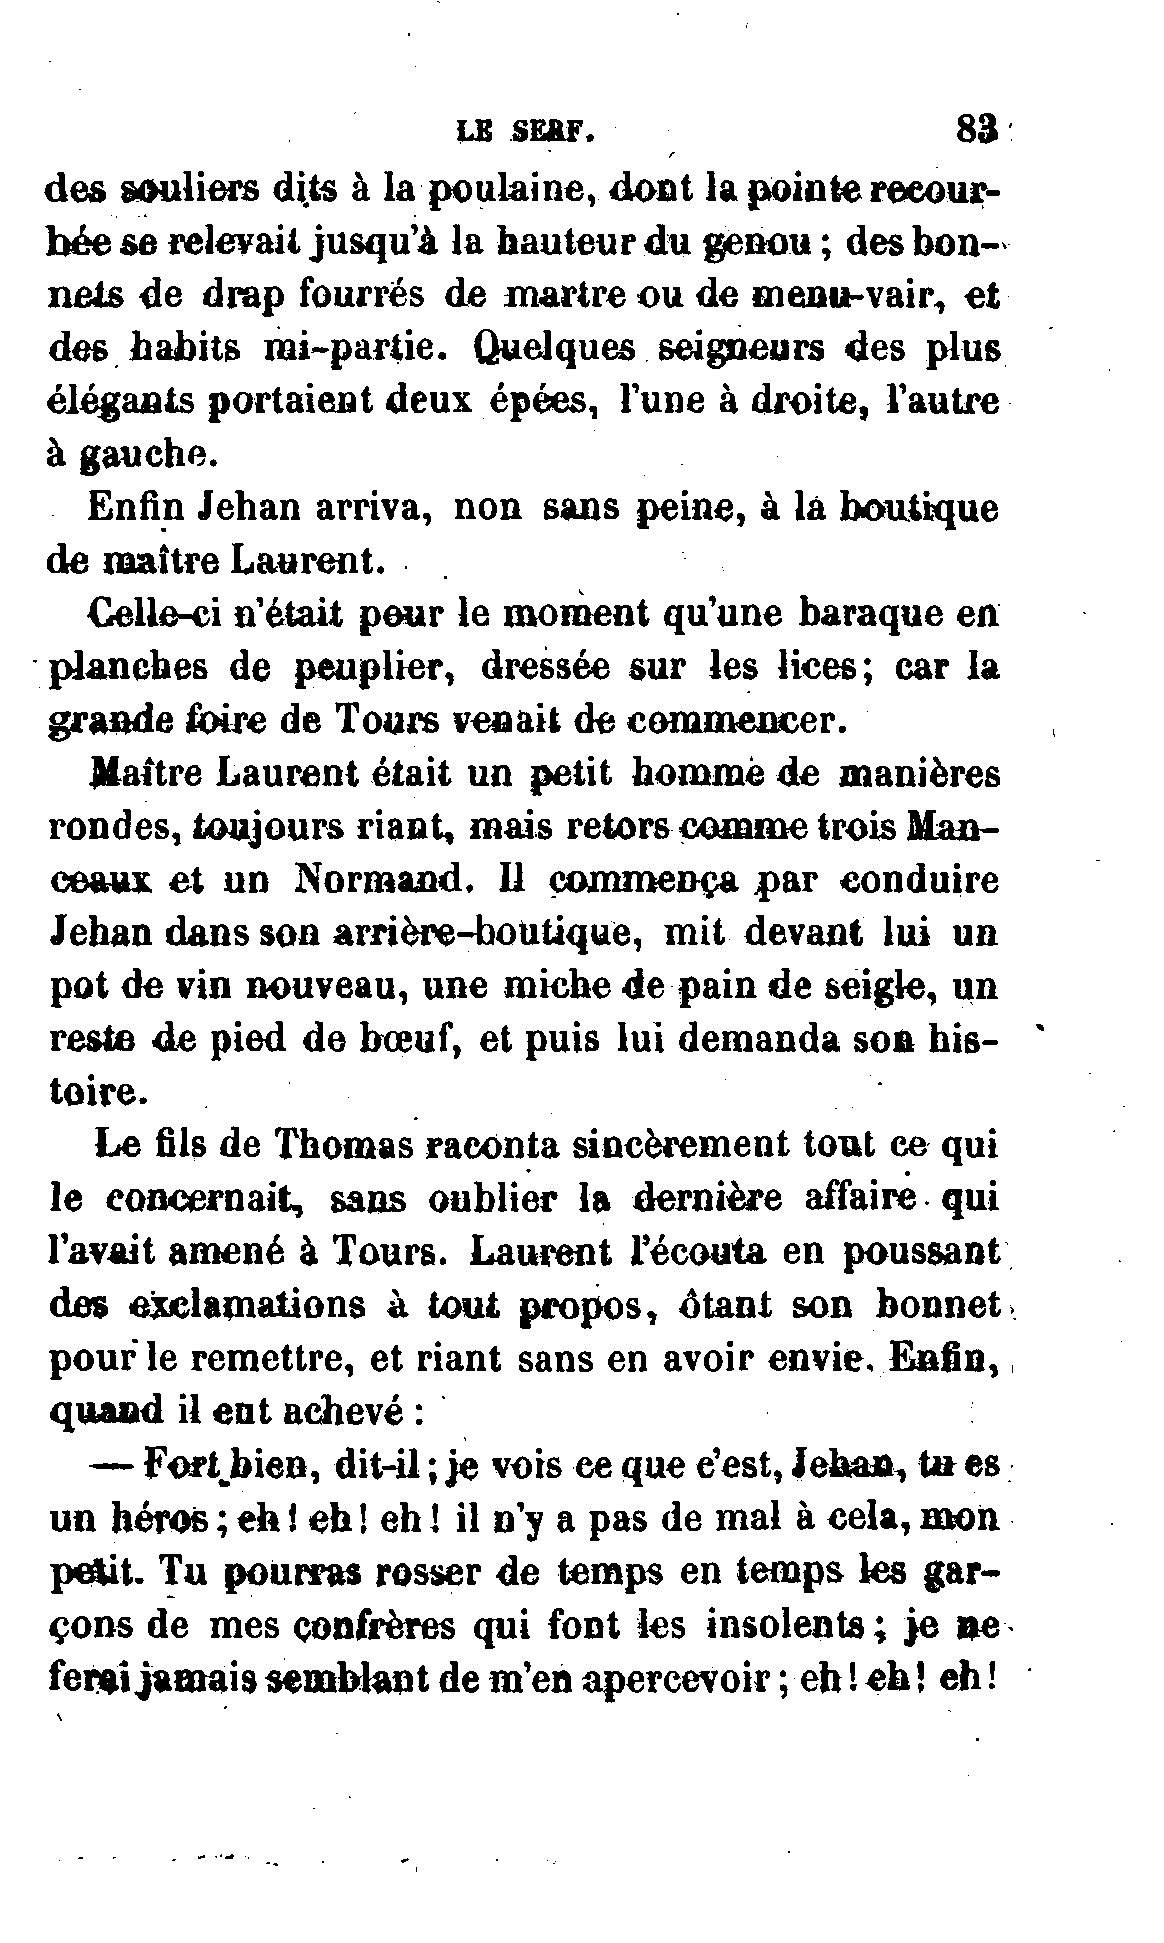 LE SERF. 83
des souliers dits à la poulaine, dont la pointe recour-
bée se relevait jusqu'à la hauteur du genou ; des bon-
nets de drap fourrés de martre ou de menu-vair, et
des habits mi-partie. Quelques seigneurs des plus
élégants portaient deux épées, l'une à droite, l'autre
à gauche.
Enfin Jehan arriva, non sans peine, à la boutique
de maître Laurent.
Celle-ci n'était pour le moment qu'une baraque en
planches de peuplier, dressée sur les lices; car la
grande foire de Tours venait de commencer.
Maître Laurent était un petit homme de manières
rondes, toujours riant, mais retors comme trois Man-
ceaux et un Normand. Il commença par conduire
Jehan dans son arrière-boutique, mit devant lui un
pot de vin nouveau, une miche de pain de seigle, un
reste de pied de bœuf, et puis lui demanda son his-
toire.
Le fils de Thomas raconta sincèrement tout ce qui
le concernait, sans oublier la dernière affaire qui
l'avait amené à Tours. Laurent l'écouta en poussant
des exclamations à tout propos, ôtant son bonnet
pour le remettre, et riant sans en avoir envie. Enfin,
quand il eut achevé :
— Fort bien, dit-il ; je vois ce que c'est, Jehan, tu es
un héros ; eh ! eh ! eh ! il n'y a pas de mal à cela, mon
petit. Tu pourras rosser de temps en temps les gar-
çons de mes confrères qui font les insolents ; je ne
ferai jamais semblant de m'en apercevoir ; eh ! eh ! eh !